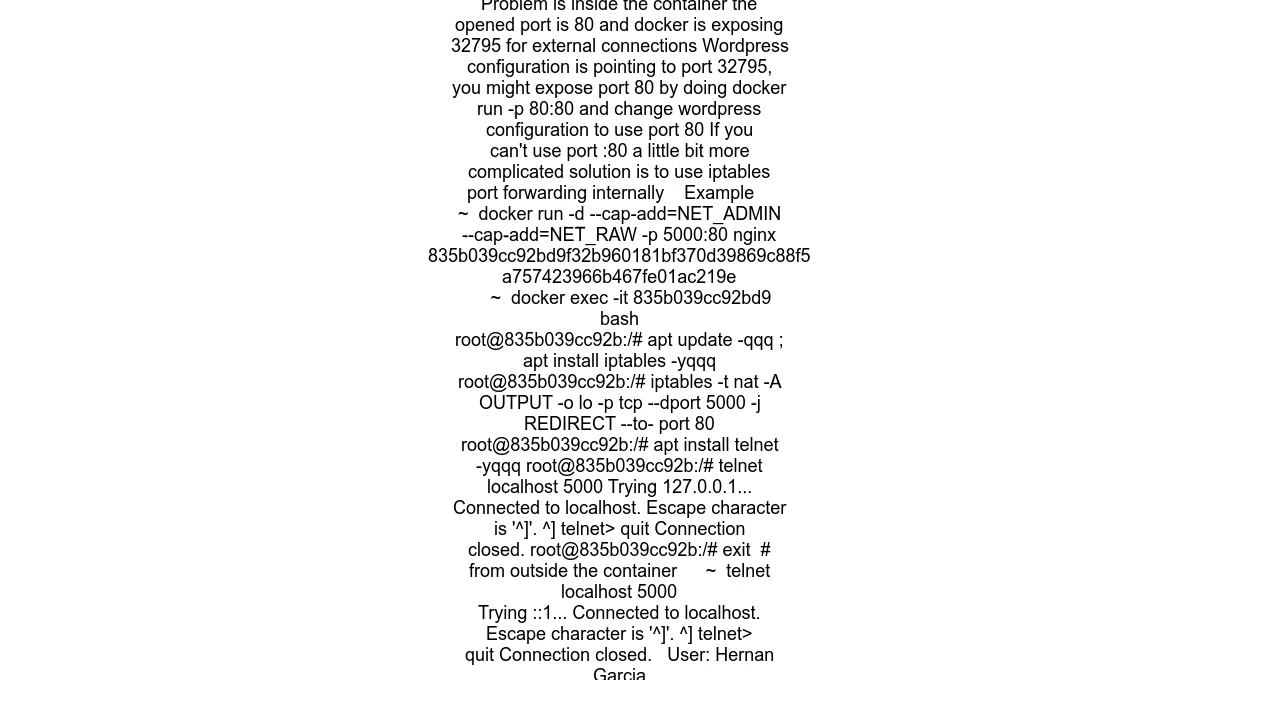 Problem is inside the container the
opened port is 80 and docker is exposing
32795 for external connections Wordpress
configuration is pointing to port 32795,
you might expose port 80 by doing docker
run -p 80:80 and change wordpress
configuration to use port 80 If you
can't use port :80 a little bit more
complicated solution is to use iptables
port forwarding internally    Example
~  docker run -d --cap-add=NET_ADMIN
--cap-add=NET_RAW -p 5000:80 nginx
835b039cc92bd9f32b960181bf370d39869c88f5
a757423966b467fe01ac219e
~  docker exec -it 835b039cc92bd9
bash
root@835b039cc92b:/# apt update -qqq ;
apt install iptables -yqqq
root@835b039cc92b:/# iptables -t nat -A
OUTPUT -o lo -p tcp --dport 5000 -j
REDIRECT --to- port 80
root@835b039cc92b:/# apt install telnet
-yqqq root@835b039cc92b:/# telnet
localhost 5000 Trying 127.0.0.1...
Connected to localhost. Escape character
is '^]'. ^] telnet> quit Connection
closed. root@835b039cc92b:/# exit  #
from outside the container      ~  telnet
localhost 5000
Trying ::1... Connected to localhost.
Escape character is '^]'. ^] telnet>
quit Connection closed.   User: Hernan
Garcia